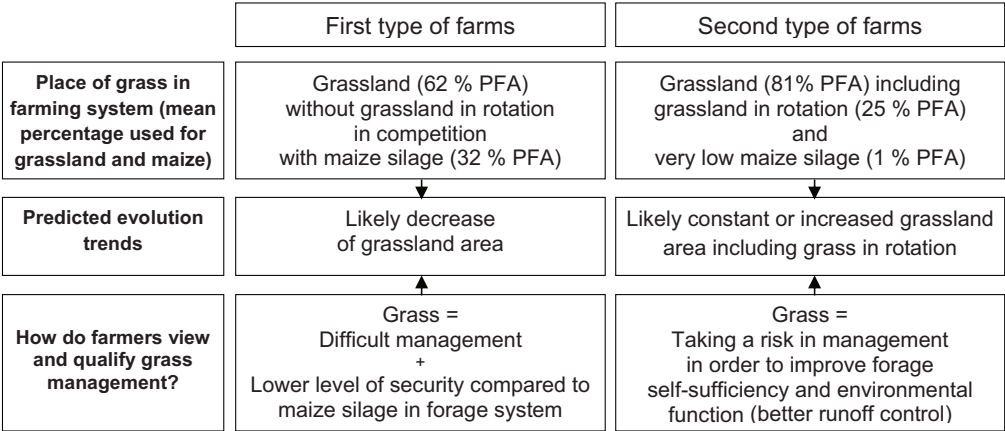 First type of farms
Second type of farms
Place of grass in
farming system (mean
percentage used for
grassland and maize)
Grassland (62 % PFA)
without grassland in rotation
in competition
with maize silage (32 % PFA)
Grassland (81% PFA) including
grassland in rotation (25 % PFA)
and
very low maize silage (1 % PFA)
Predicted evolution
trends
Likely decrease
of grassland area
Likely constant or increased grassland
area including grass in rotation
How do farmers view
and qualify grass
management?
Grass =
Difficult management
+
Lower level of security compared to
maize silage in forage system
Grass =
Taking a risk in management
in order to improve forage
self-sufficiency and environmental
function (better runoff control)